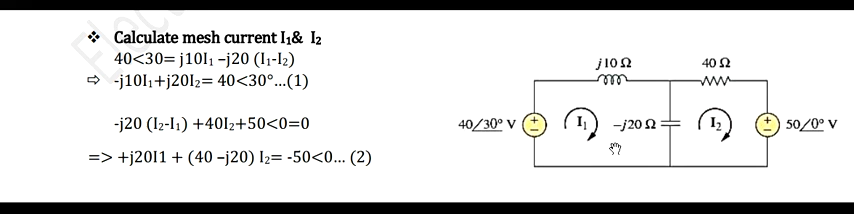 Elect
❖ Calculate mesh current I₁& I₂
40<30= j10I₁ –j20 (I₁-I₂)
⇨ -j10I₁+j20I₂= 40<30°...(1)
-j20 (I₂-I₁) +40I₂+50<0=0
=> +j20I1 + (40 –j20) I₂= -50<0... (2)
j10 Ω
40 Ω
40/30° V
+
−
I₁
−j20 Ω
I₂
+
−
50/0° V